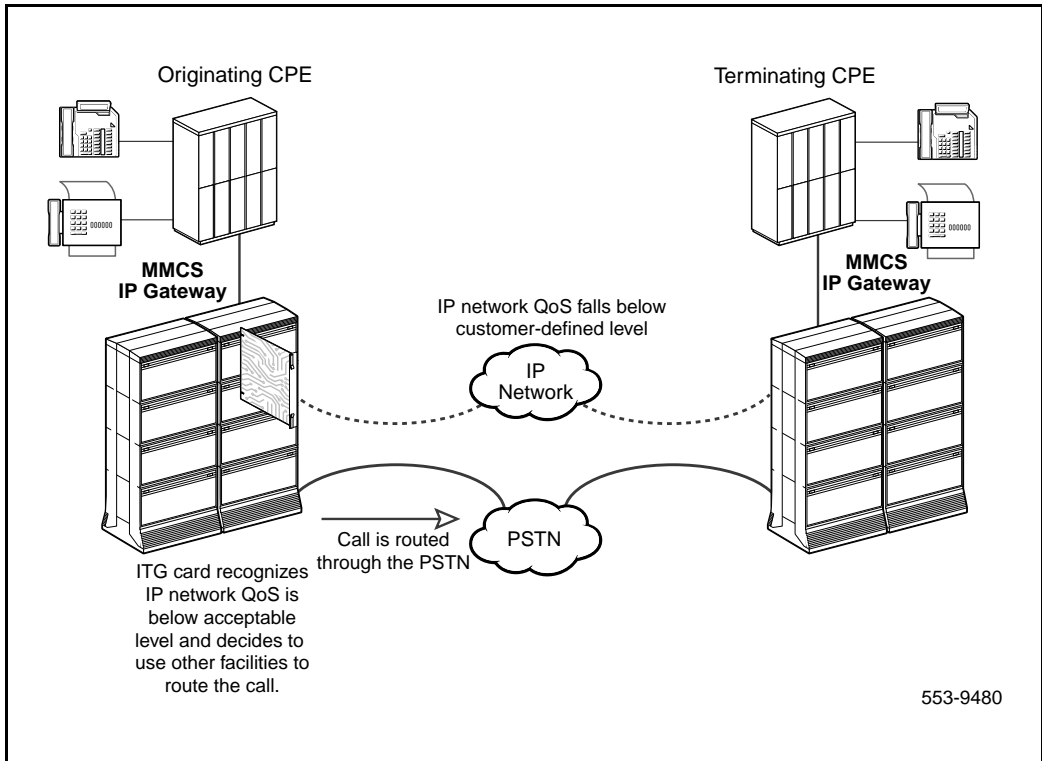 Originating CPE
Terminating CPE
000000
000000
MMCS
IP Gateway
MMCS
IP Gateway
IP network QoS falls below
customer-defined level
IP
Network
PSTN
Call is routed
through the PSTN
ITG card recognizes
IP network QoS is
below acceptable
level and decides to
use other facilities to
route the call.
553-9480